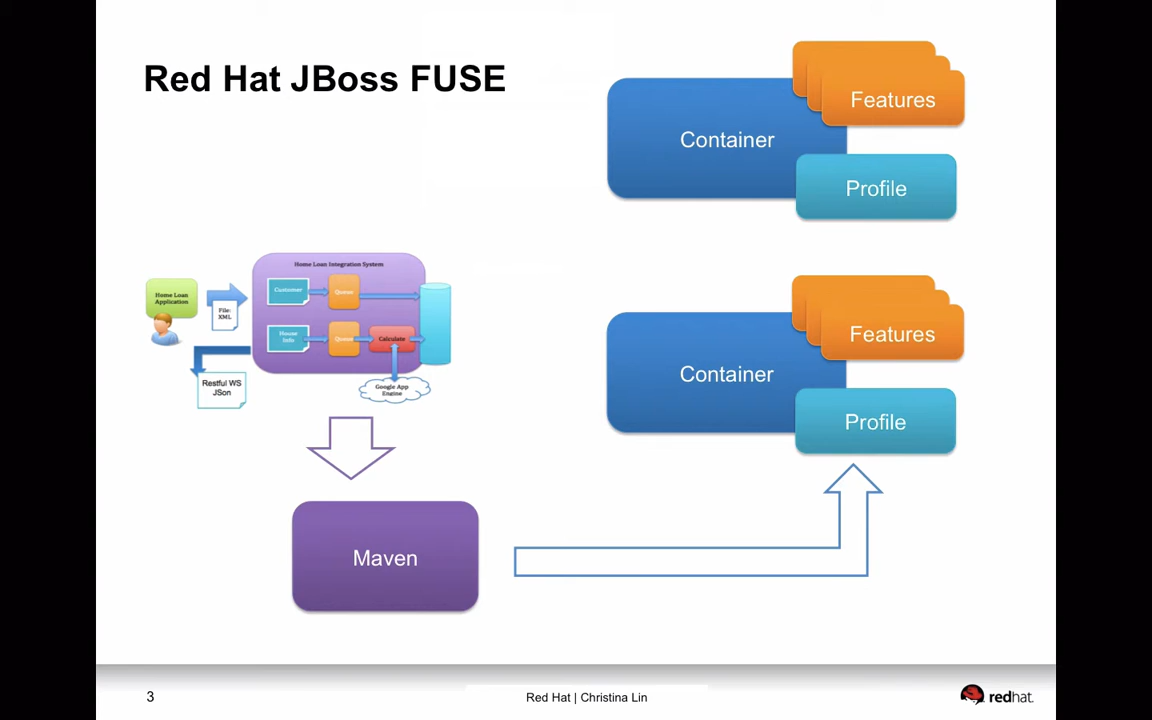 Red Hat JBoss FUSE
Features
Container
Profile
Home Loan Integration System
Home Loan
Application
File:
XML
Customer
Queue
House
Info
Queue
Calculate
Restful WS
JSon
Google App
Engine
Features
Container
Profile
Maven
3
Red Hat | Christina Lin
redhat.